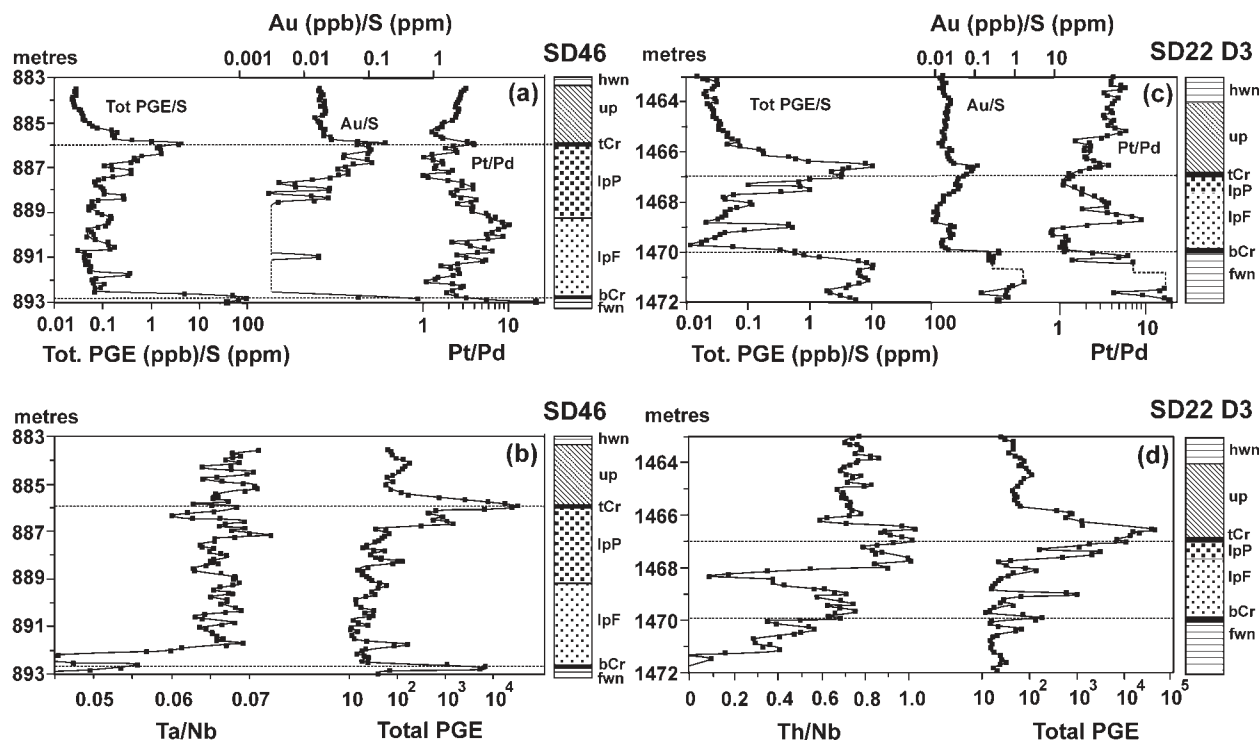 Au (ppb)/S (ppm)
metres
0.001 0.01 0.1 1
SD46
(a)
Tot PGE/S
Au/S
Pt/Pd
883
885
887
889
891
893
0.01 0.1 1 10 100
1 10
Tot. PGE (ppb)/S (ppm)
Pt/Pd
hwn
up
tCr
lpP
lpF
bCr
fwn
Au (ppb)/S (ppm)
metres
0.01 0.1 1 10
SD22 D3
(c)
Tot PGE/S
Au/S
Pt/Pd
1464
1466
1468
1470
1472
0.01 0.1 1 10 100
1 10
Tot. PGE (ppb)/S (ppm)
Pt/Pd
hwn
up
tCr
lpP
lpF
bCr
fwn
metres
SD46
(b)
883
885
887
889
891
893
0.05 0.06 0.07
10 10² 10³ 10⁴
Ta/Nb
Total PGE
hwn
up
tCr
lpP
lpF
bCr
fwn
metres
SD22 D3
(d)
1464
1466
1468
1470
1472
0 0.2 0.4 0.6 0.8 1.0
10 10² 10³ 10⁴ 10⁵
Th/Nb
Total PGE
hwn
up
tCr
lpP
lpF
bCr
fwn